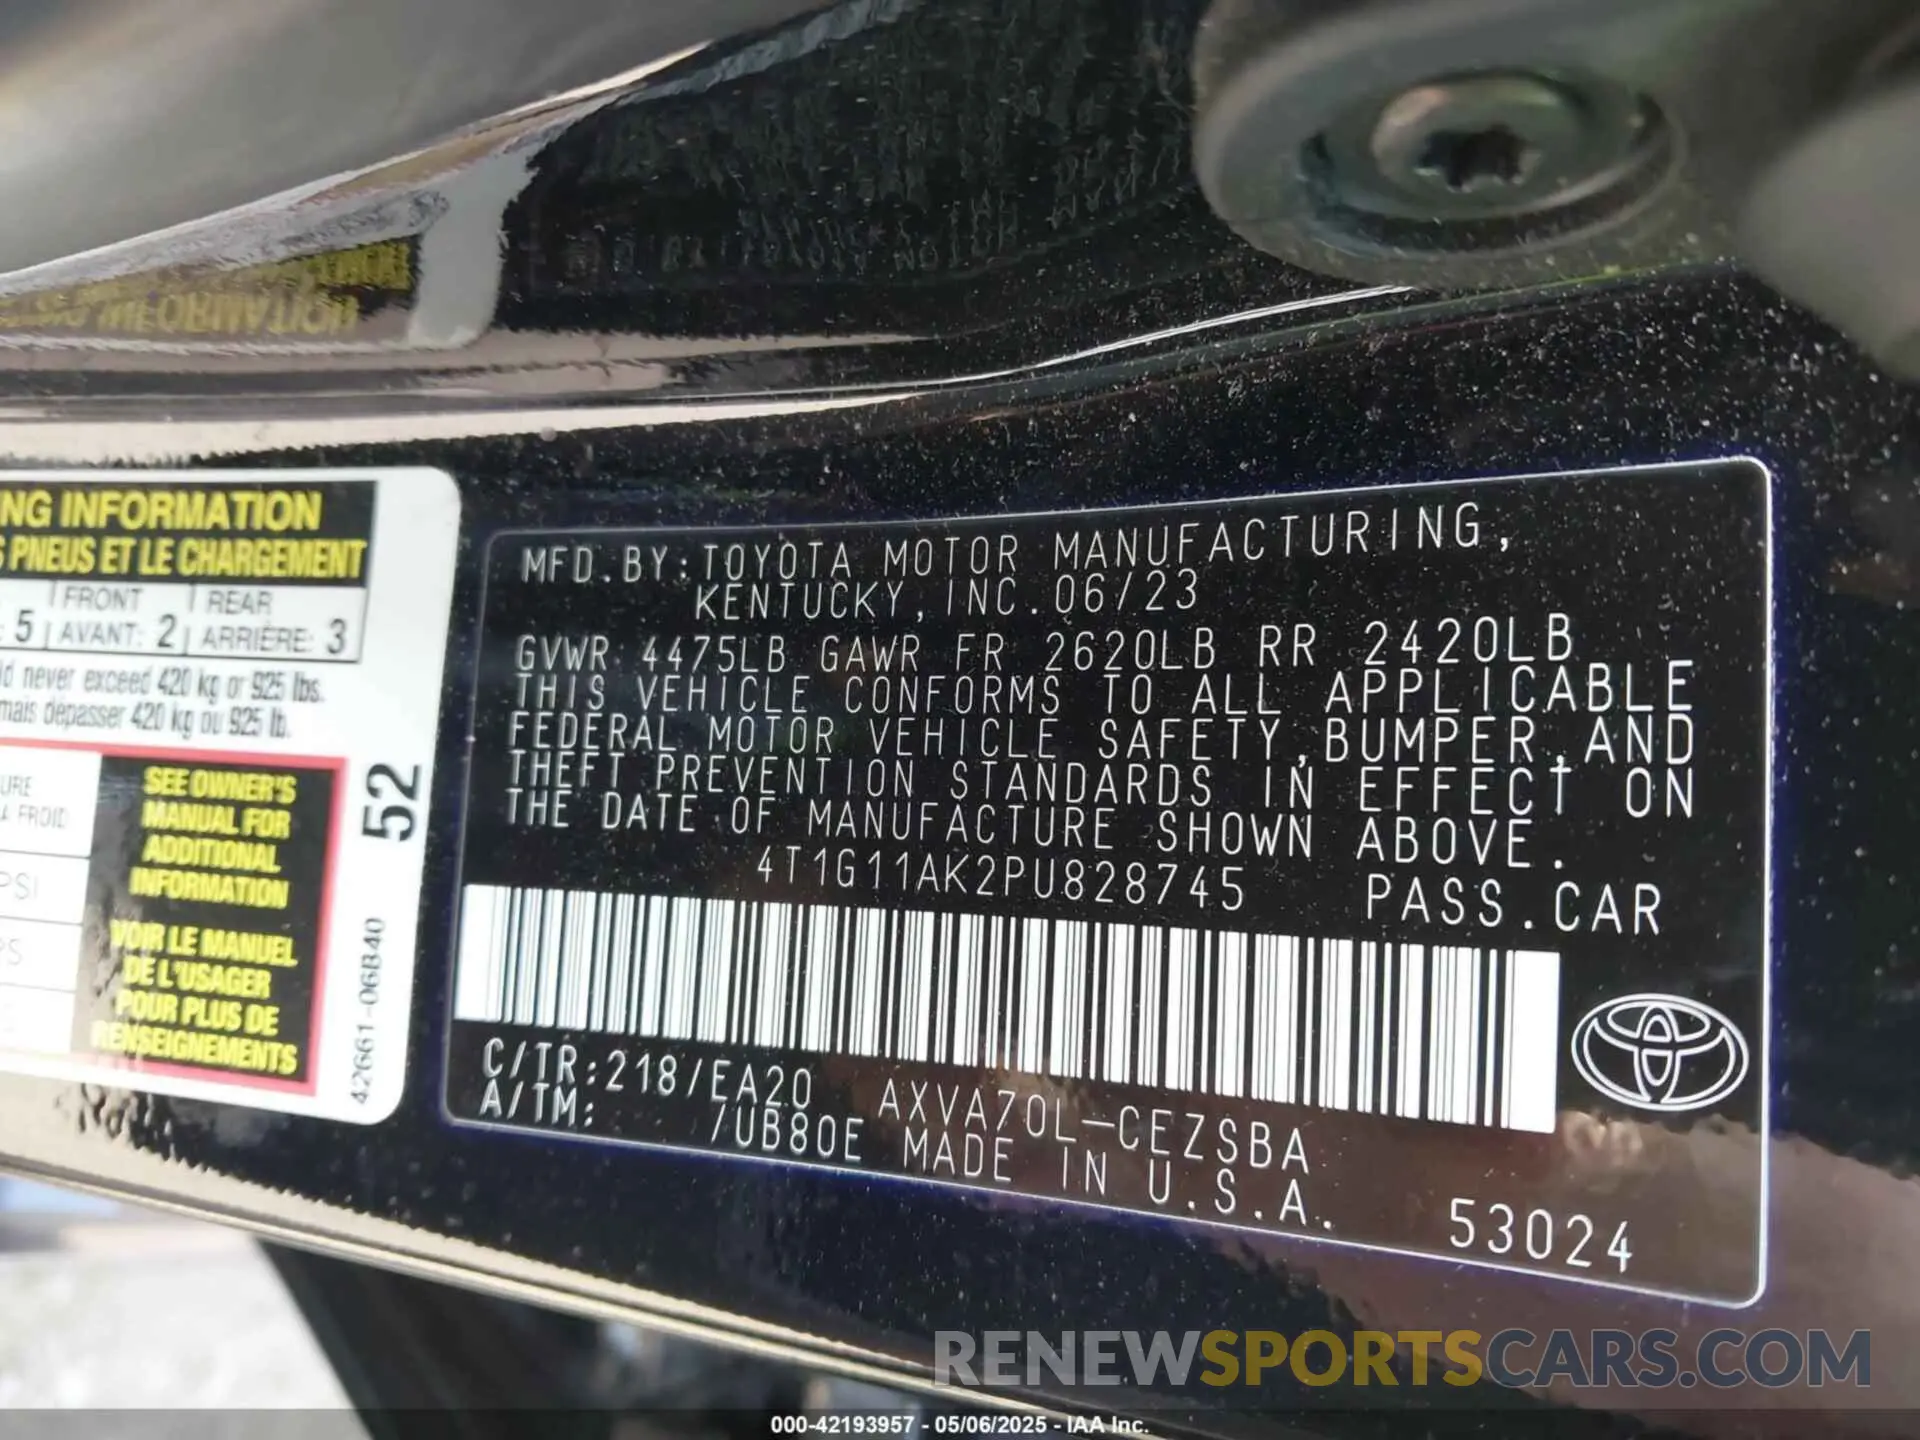 NG INFORMATION
S PNEUS ET LE CHARGEMENT
FRONT REAR
: 5 AVANT: 2 ARRIÈRE: 3
ld never exceed 420 kg or 925 lbs.
mais dépasser 420 kg ou 925 lb.
URE
A FROID
PSI
PS
SEE OWNER'S
MANUAL FOR
ADDITIONAL
INFORMATION
VOIR LE MANUEL
DE L'USAGER
POUR PLUS DE
RENSEIGNEMENTS
52
42661-06B40
MFD.BY:TOYOTA MOTOR MANUFACTURING,
KENTUCKY,INC.06/23
GVWR 4475LB GAWR FR 2620LB RR 2420LB
THIS VEHICLE CONFORMS TO ALL APPLICABLE
FEDERAL MOTOR VEHICLE SAFETY,BUMPER,AND
THEFT PREVENTION STANDARDS IN EFFECT ON
THE DATE OF MANUFACTURE SHOWN ABOVE.
4T1G11AK2PU828745 PASS.CAR
C/TR:218/EA20 AXVA70L-CEZSBA
A/TM: /UB80E MADE IN U.S.A.
53024
RENEWSPORTSCARS.COM
000-42193957 - 05/06/2025 - IAA Inc.